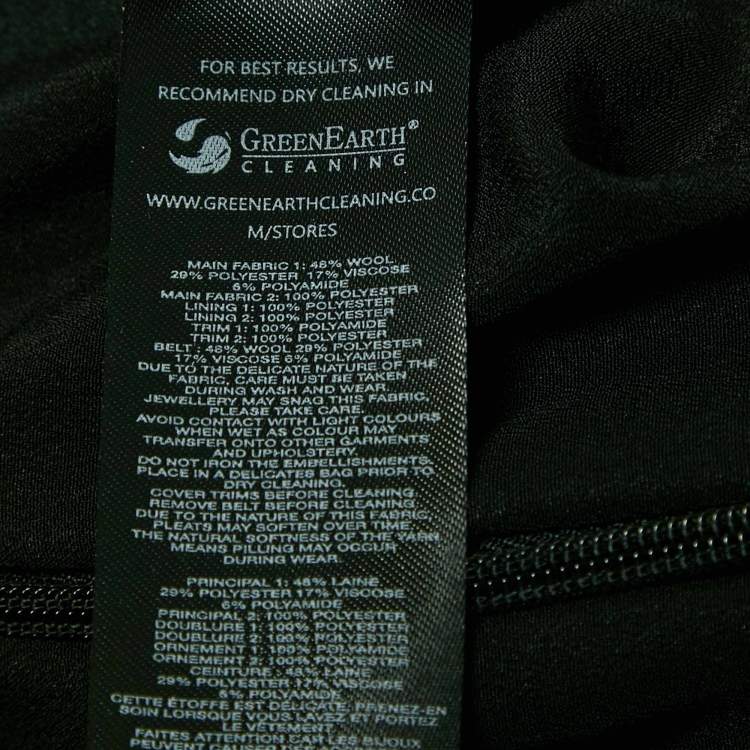 FOR BEST RESULTS, WE
RECOMMEND DRY CLEANING IN
GREENEARTH®
CLEANING
WWW.GREENEARTHCLEANING.CO
M/STORES
MAIN FABRIC 1: 48% WOOL
29% POLYESTER 17% VISCOSE
6% POLYAMIDE
MAIN FABRIC 2: 100% POLYESTER
LINING 1: 100% POLYESTER
LINING 2: 100% POLYESTER
TRIM 1: 100% POLYAMIDE
TRIM 2: 100% POLYESTER
BELT : 48% WOOL 29% POLYESTER
17% VISCOSE 6% POLYAMIDE
DUE TO THE DELICATE NATURE OF THE
FABRIC, CARE MUST BE TAKEN
DURING WASH AND WEAR.
JEWELLERY MAY SNAG THIS FABRIC,
PLEASE TAKE CARE.
AVOID CONTACT WITH LIGHT COLOURS
WHEN WET AS COLOUR MAY
TRANSFER ONTO OTHER GARMENTS
AND UPHOLSTERY.
DO NOT IRON THE EMBELLISHMENTS.
PLACE IN A DELICATES BAG PRIOR TO
DRY CLEANING.
COVER TRIMS BEFORE CLEANING.
REMOVE BELT BEFORE CLEANING.
DUE TO THE NATURE OF THIS FABRIC,
PLEATS MAY SOFTEN OVER TIME.
THE NATURAL SOFTNESS OF THE YARN
MEANS PILLING MAY OCCUR
DURING WEAR.
PRINCIPAL 1: 48% LAINE
29% POLYESTER 17% VISCOSE
6% POLYAMIDE
PRINCIPAL 2: 100% POLYESTER
DOUBLURE 1: 100% POLYESTER
DOUBLURE 2: 100% POLYESTER
ORNEMENT 1: 100% POLYAMIDE
ORNEMENT 2: 100% POLYESTER
CEINTURE : 48% LAINE
29% POLYESTER 17% VISCOSE
6% POLYAMIDE
CETTE ÉTOFFE EST DÉLICATE, PRENEZ-EN
SOIN LORSQUE VOUS LAVEZ ET PORTEZ
LE VÊTEMENT.
FAITES ATTENTION CAR LES BIJOUX
PEUVENT